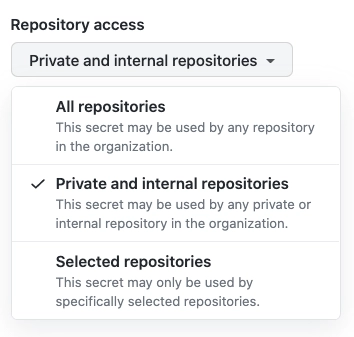 Repository access
Private and internal repositories
All repositories
This secret may be used by any repository
in the organization.
Private and internal repositories
This secret may be used by any private or
internal repository in the organization.
Selected repositories
This secret may only be used by
specifically selected repositories.